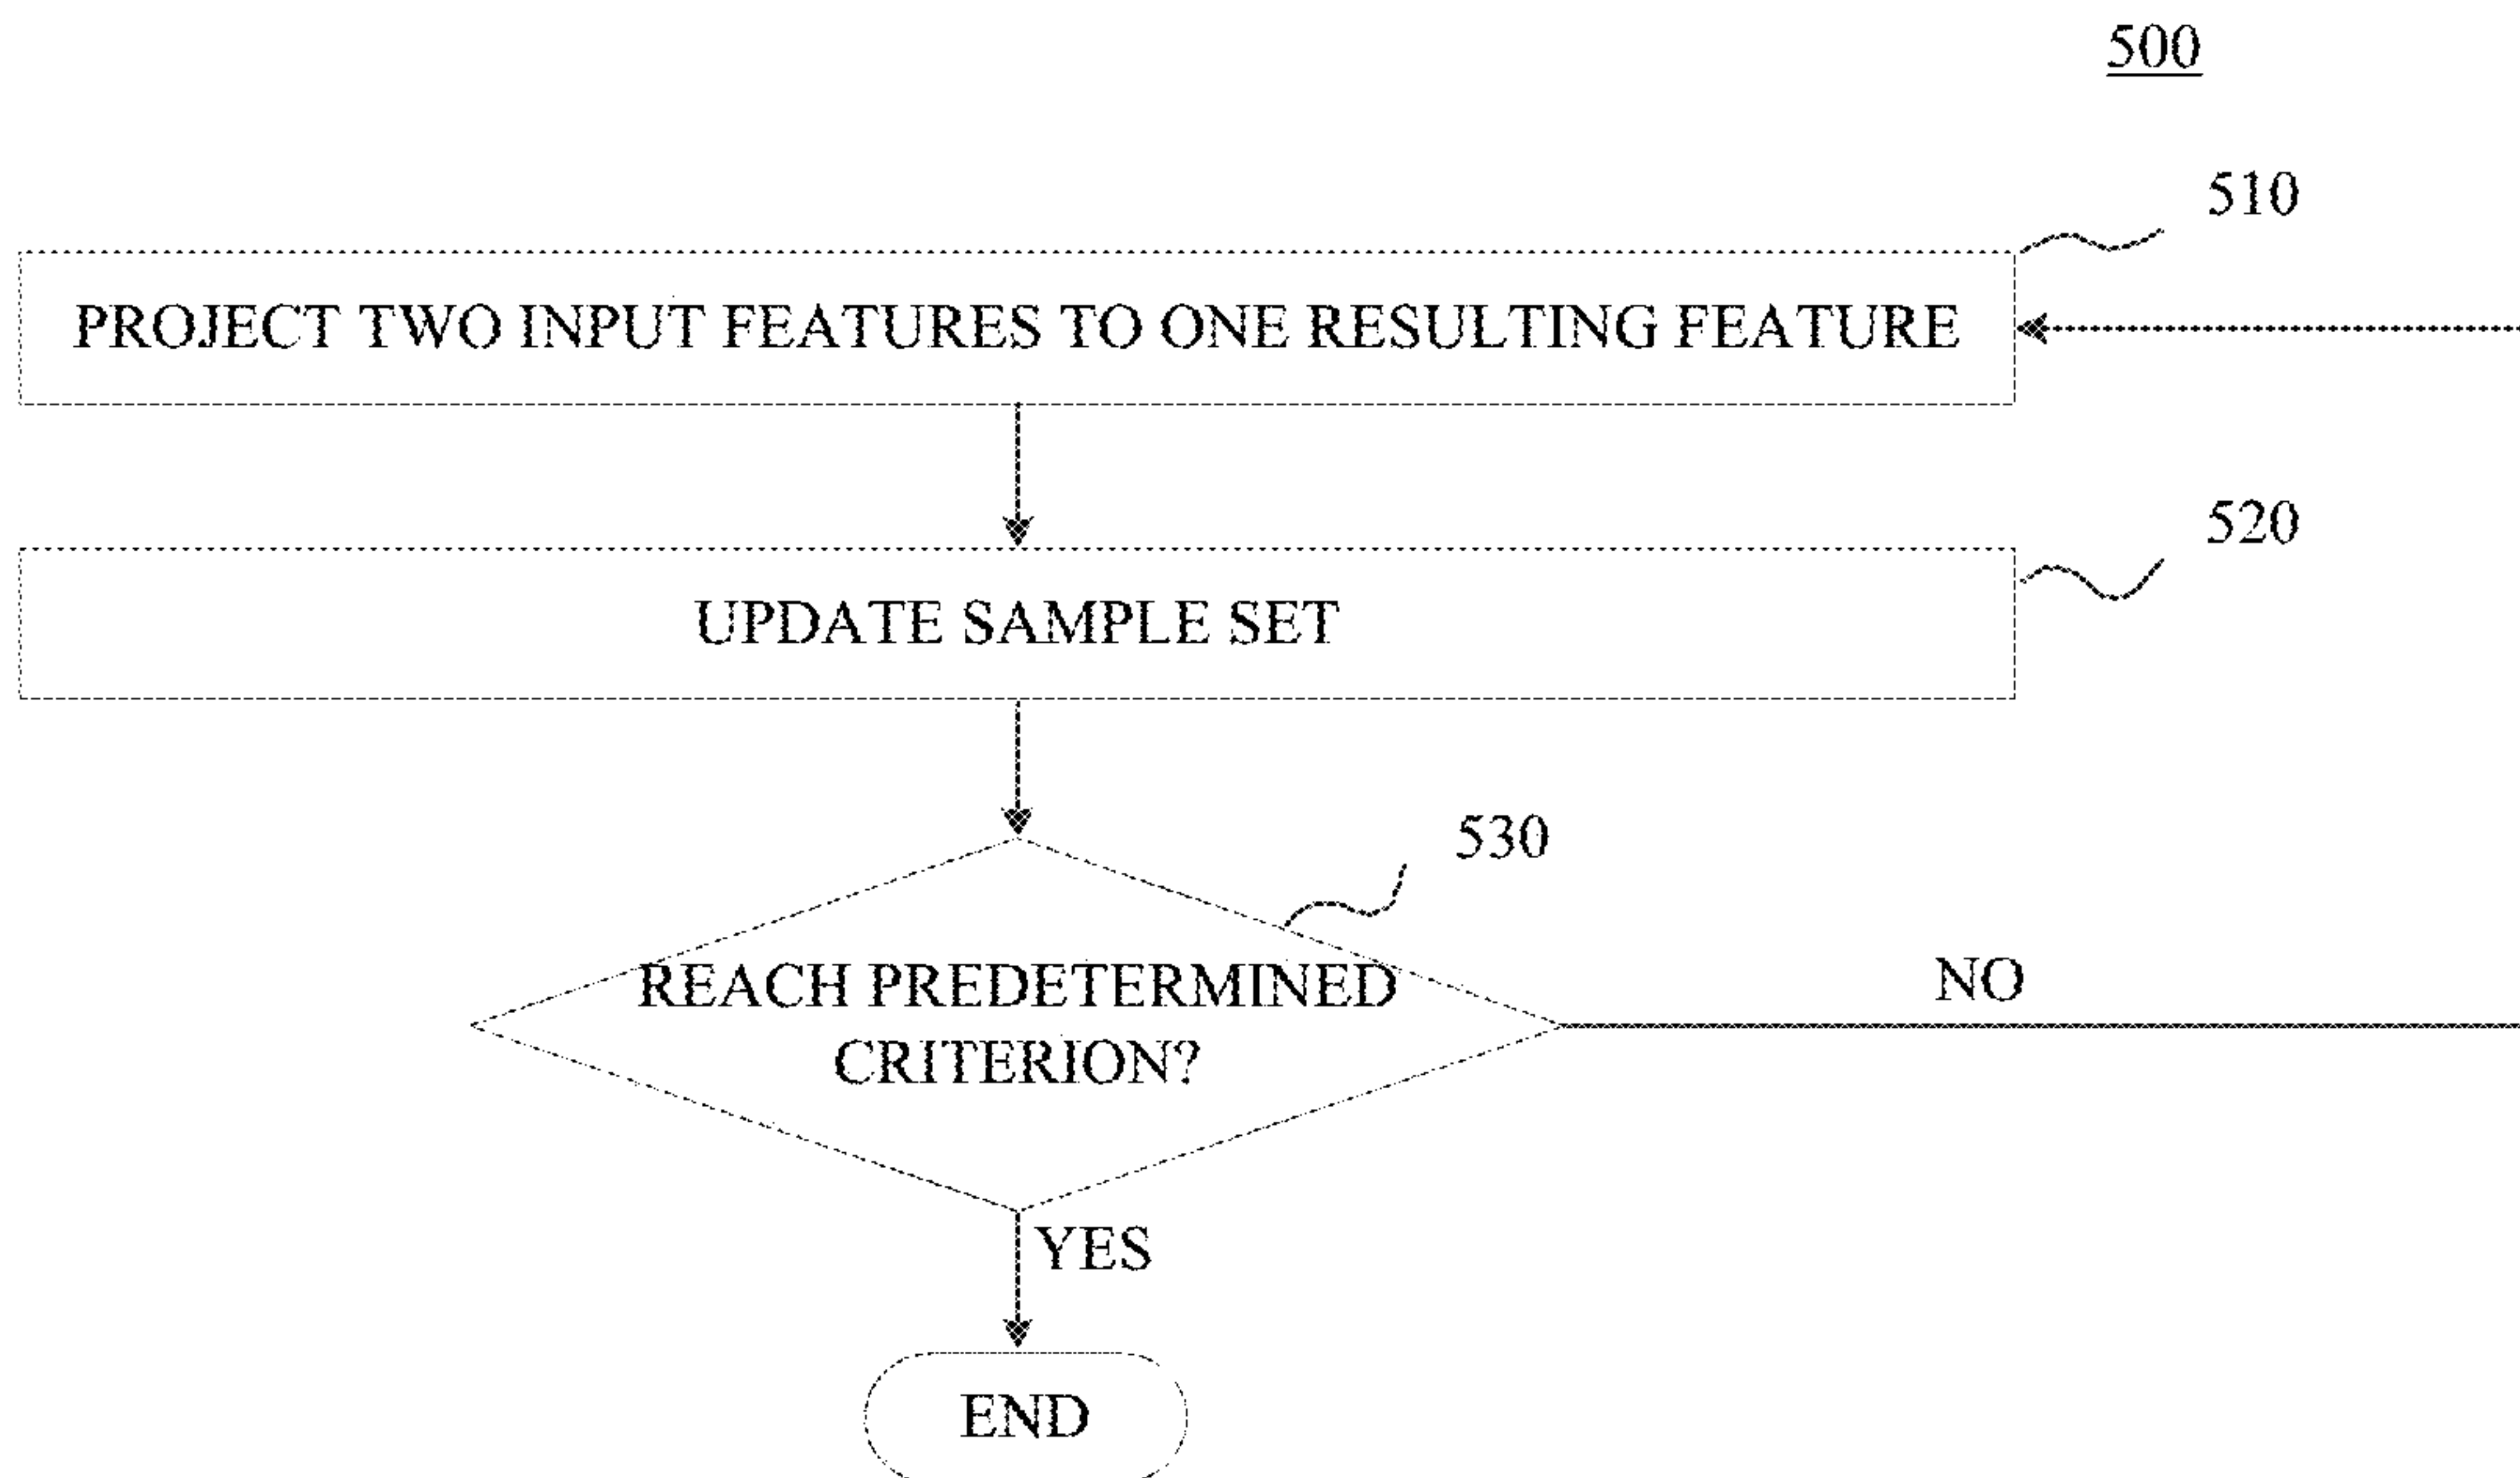 500
510
PROJECT TWO INPUT FEATURES TO ONE RESULTING FEATURE
520
UPDATE SAMPLE SET
530
REACH PREDETERMINED
CRITERION?
NO
YES
END